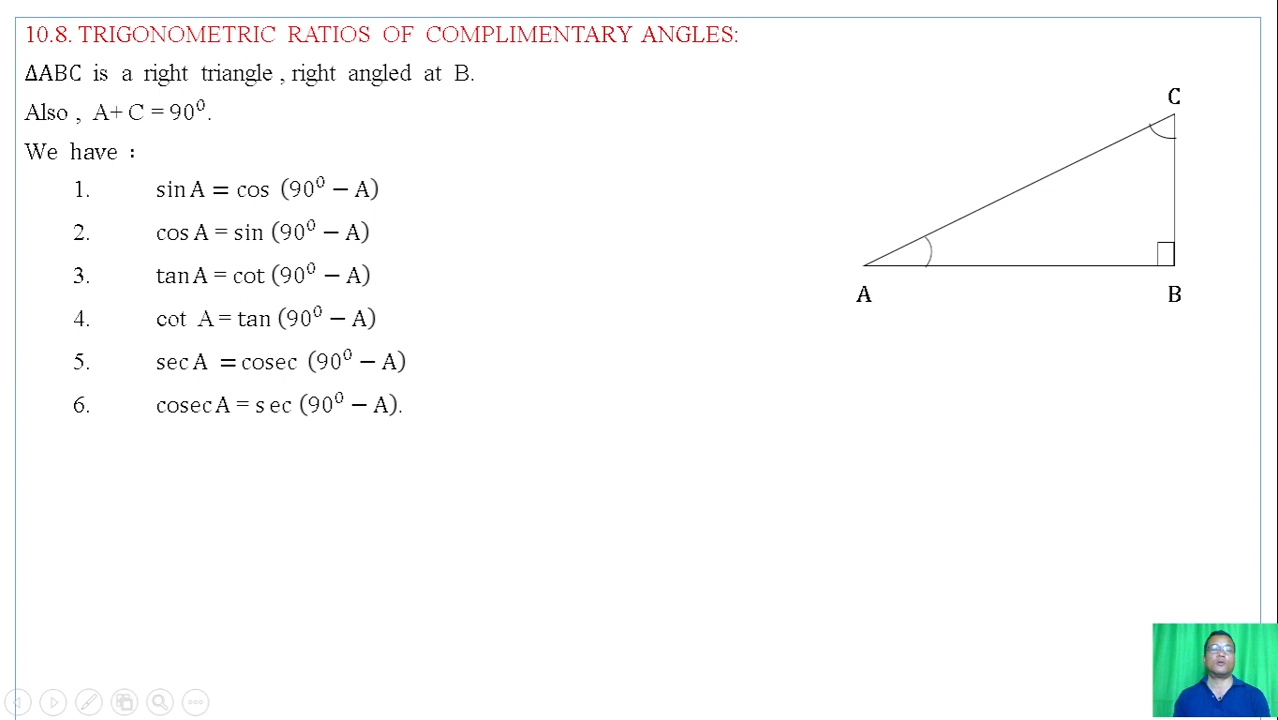 10.8. TRIGONOMETRIC RATIOS OF COMPLIMENTARY ANGLES:
∆ABC is a right triangle , right angled at B.
Also , A+ C = 90⁰.
We have :
1. sin A = cos (90⁰ − A)
2. cos A = sin (90⁰ − A)
3. tan A = cot (90⁰ − A)
4. cot A = tan (90⁰ − A)
5. sec A = cosec (90⁰ − A)
6. cosec A = s ec (90⁰ − A).
C
A
B